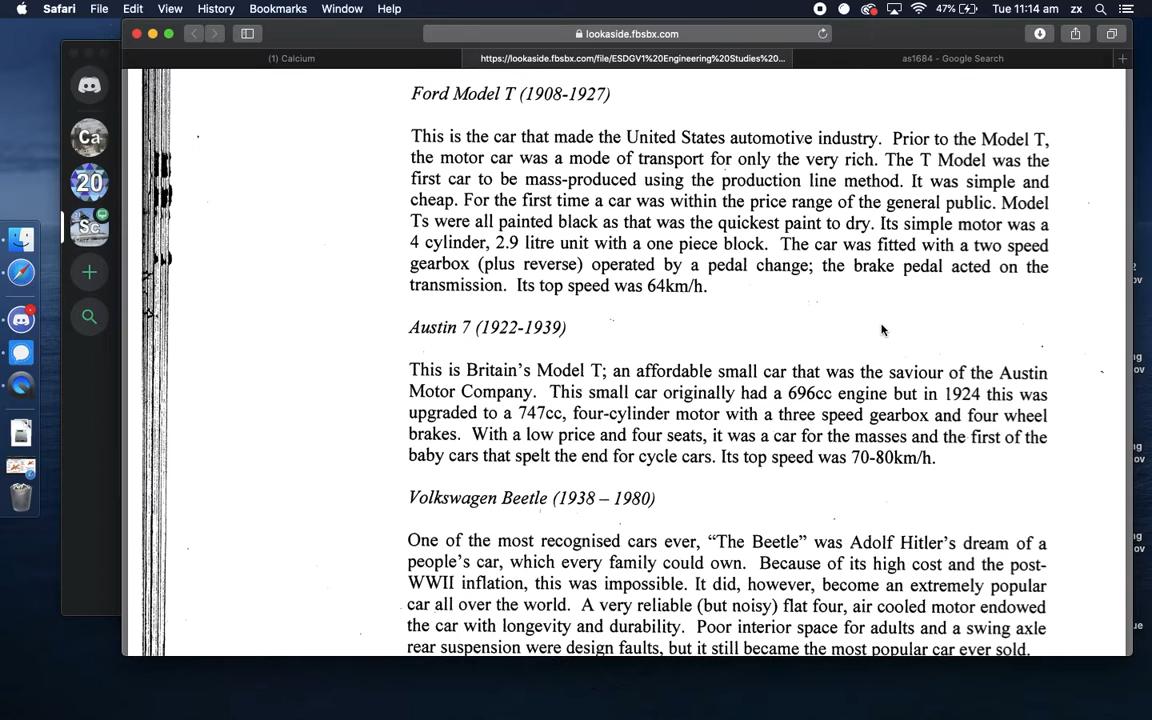 Safari File Edit View History Bookmarks Window Help 47% Tue 11:14 am zx
lookaside.fbsbx.com
(1) Calcium https://lookaside.fbsbx.com/file/ESDGV1%20Engineering%20Studies%20... as1684 - Google Search
Ford Model T (1908-1927)
This is the car that made the United States automotive industry. Prior to the Model T,
the motor car was a mode of transport for only the very rich. The T Model was the
first car to be mass-produced using the production line method. It was simple and
cheap. For the first time a car was within the price range of the general public. Model
Ts were all painted black as that was the quickest paint to dry. Its simple motor was a
4 cylinder, 2.9 litre unit with a one piece block. The car was fitted with a two speed
gearbox (plus reverse) operated by a pedal change; the brake pedal acted on the
transmission. Its top speed was 64km/h.
Austin 7 (1922-1939)
This is Britain's Model T; an affordable small car that was the saviour of the Austin
Motor Company. This small car originally had a 696cc engine but in 1924 this was
upgraded to a 747cc, four-cylinder motor with a three speed gearbox and four wheel
brakes. With a low price and four seats, it was a car for the masses and the first of the
baby cars that spelt the end for cycle cars. Its top speed was 70-80km/h.
Volkswagen Beetle (1938 – 1980)
One of the most recognised cars ever, “The Beetle” was Adolf Hitler's dream of a
people's car, which every family could own. Because of its high cost and the post-
WWII inflation, this was impossible. It did, however, become an extremely popular
car all over the world. A very reliable (but noisy) flat four, air cooled motor endowed
the car with longevity and durability. Poor interior space for adults and a swing axle
rear suspension were design faults, but it still became the most popular car ever sold.
Ca
20
Sc